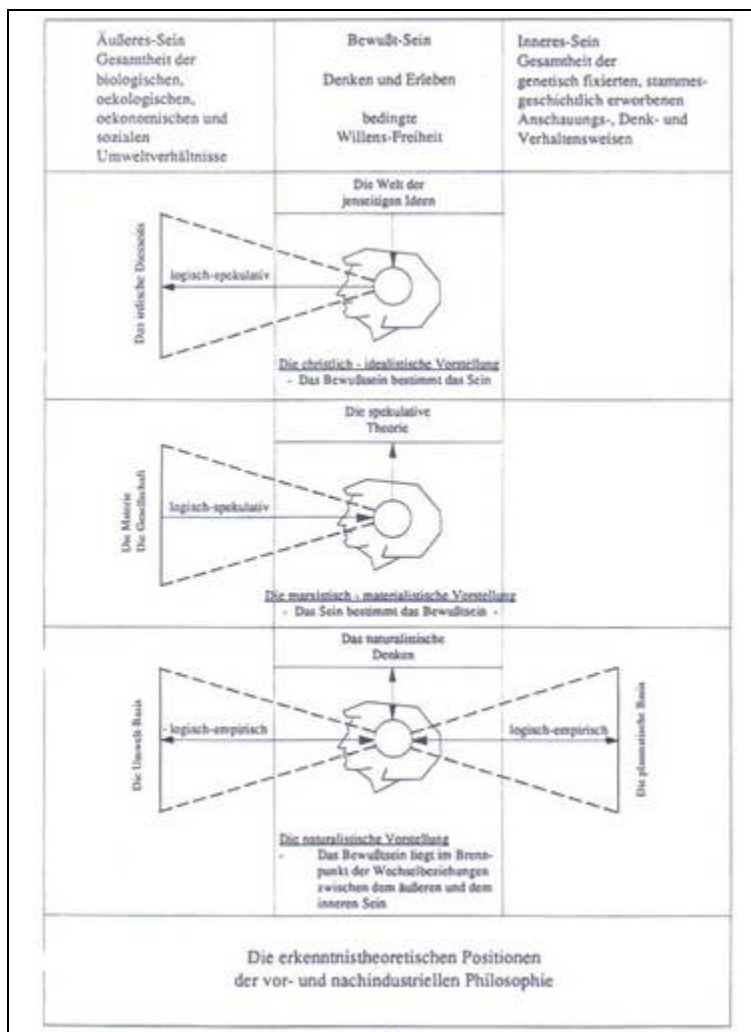 Äußeres-Sein
Gesamtheit der
biologischen,
oekologischen,
oekonomischen und
sozialen
Umweltverhältnisse
Bewußt-Sein
Denken und Erleben
bedingte
Willens-Freiheit
Inneres-Sein
Gesamtheit der
genetisch fixierten, stammes-
geschichtlich erworbenen
Anschauungs-, Denk- und
Verhaltensweisen
Die Welt der
jenseitigen Ideen
Das irdische Diesseits
logisch-spekulativ
Die christlich - idealistische Vorstellung
- Das Bewußtsein bestimmt das Sein
Die spekulative
Theorie
Die Materie
Die Gesellschaft
logisch-spekulativ
Die marxistisch - materialistische Vorstellung
- Das Sein bestimmt das Bewußtsein -
Das naturalistische
Denken
Die Umwelt-Basis
- logisch-empirisch
logisch-empirisch
Die plasmatische Basis
Die naturalistische Vorstellung
- Das Bewußtsein liegt im Brenn-
punkt der Wechselbeziehungen
zwischen dem äußeren und dem
inneren Sein
Die erkenntnistheoretischen Positionen
der vor- und nachindustriellen Philosophie